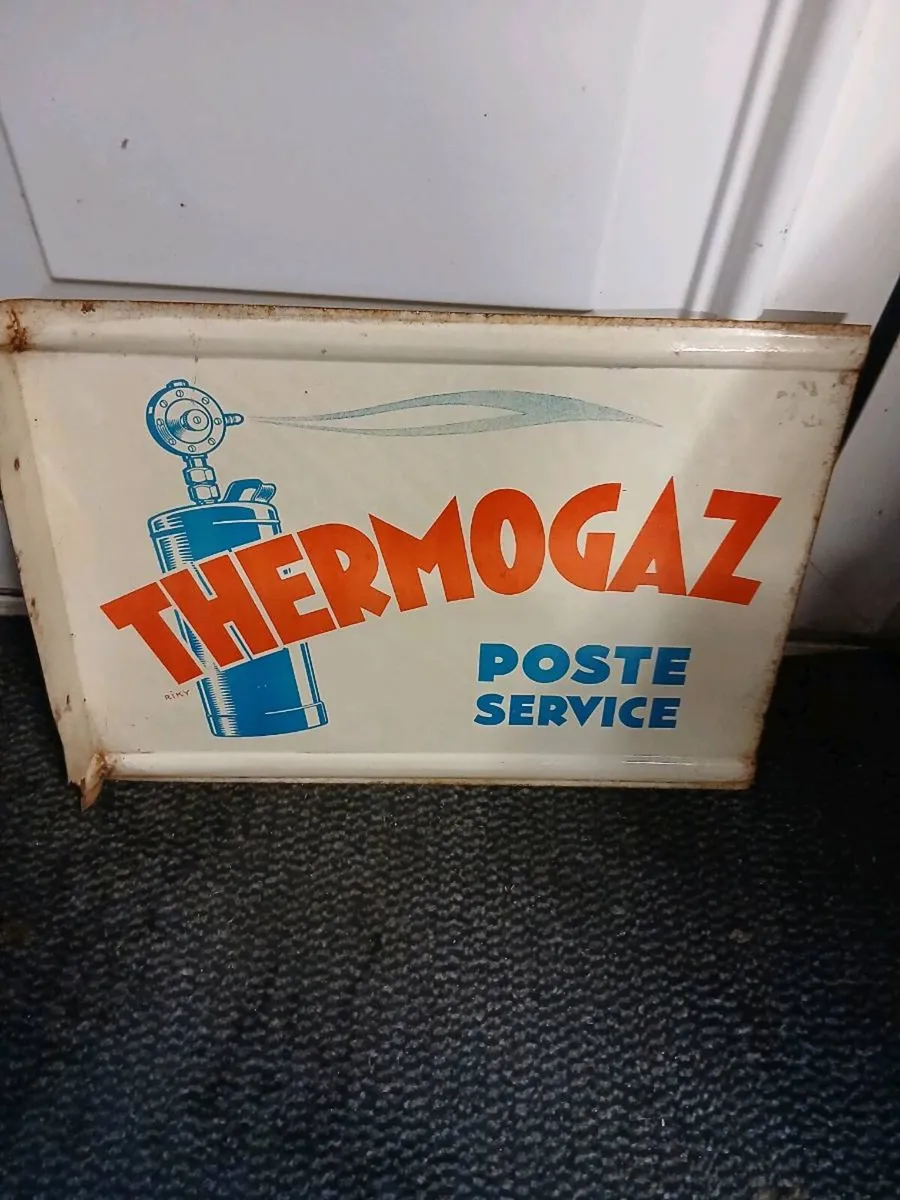 THERMOGAZ
RIKY
POSTE
SERVICE